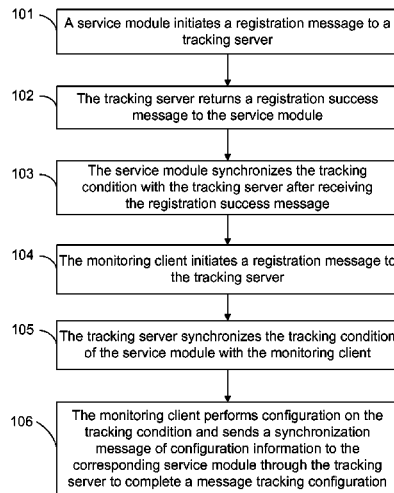 101
A service module initiates a registration message to a
tracking server
102
The tracking server returns a registration success
message to the service module
103
The service module synchronizes the tracking
condition with the tracking server after receiving
the registration success message
104
The monitoring client initiates a registration message to
the tracking server
105
The tracking server synchronizes the tracking condition
of the service module with the monitoring client
106
The monitoring client performs configuration on the
tracking condition and sends a synchronization
message of configuration information to the
corresponding service module through the tracking
server to complete a message tracking configuration